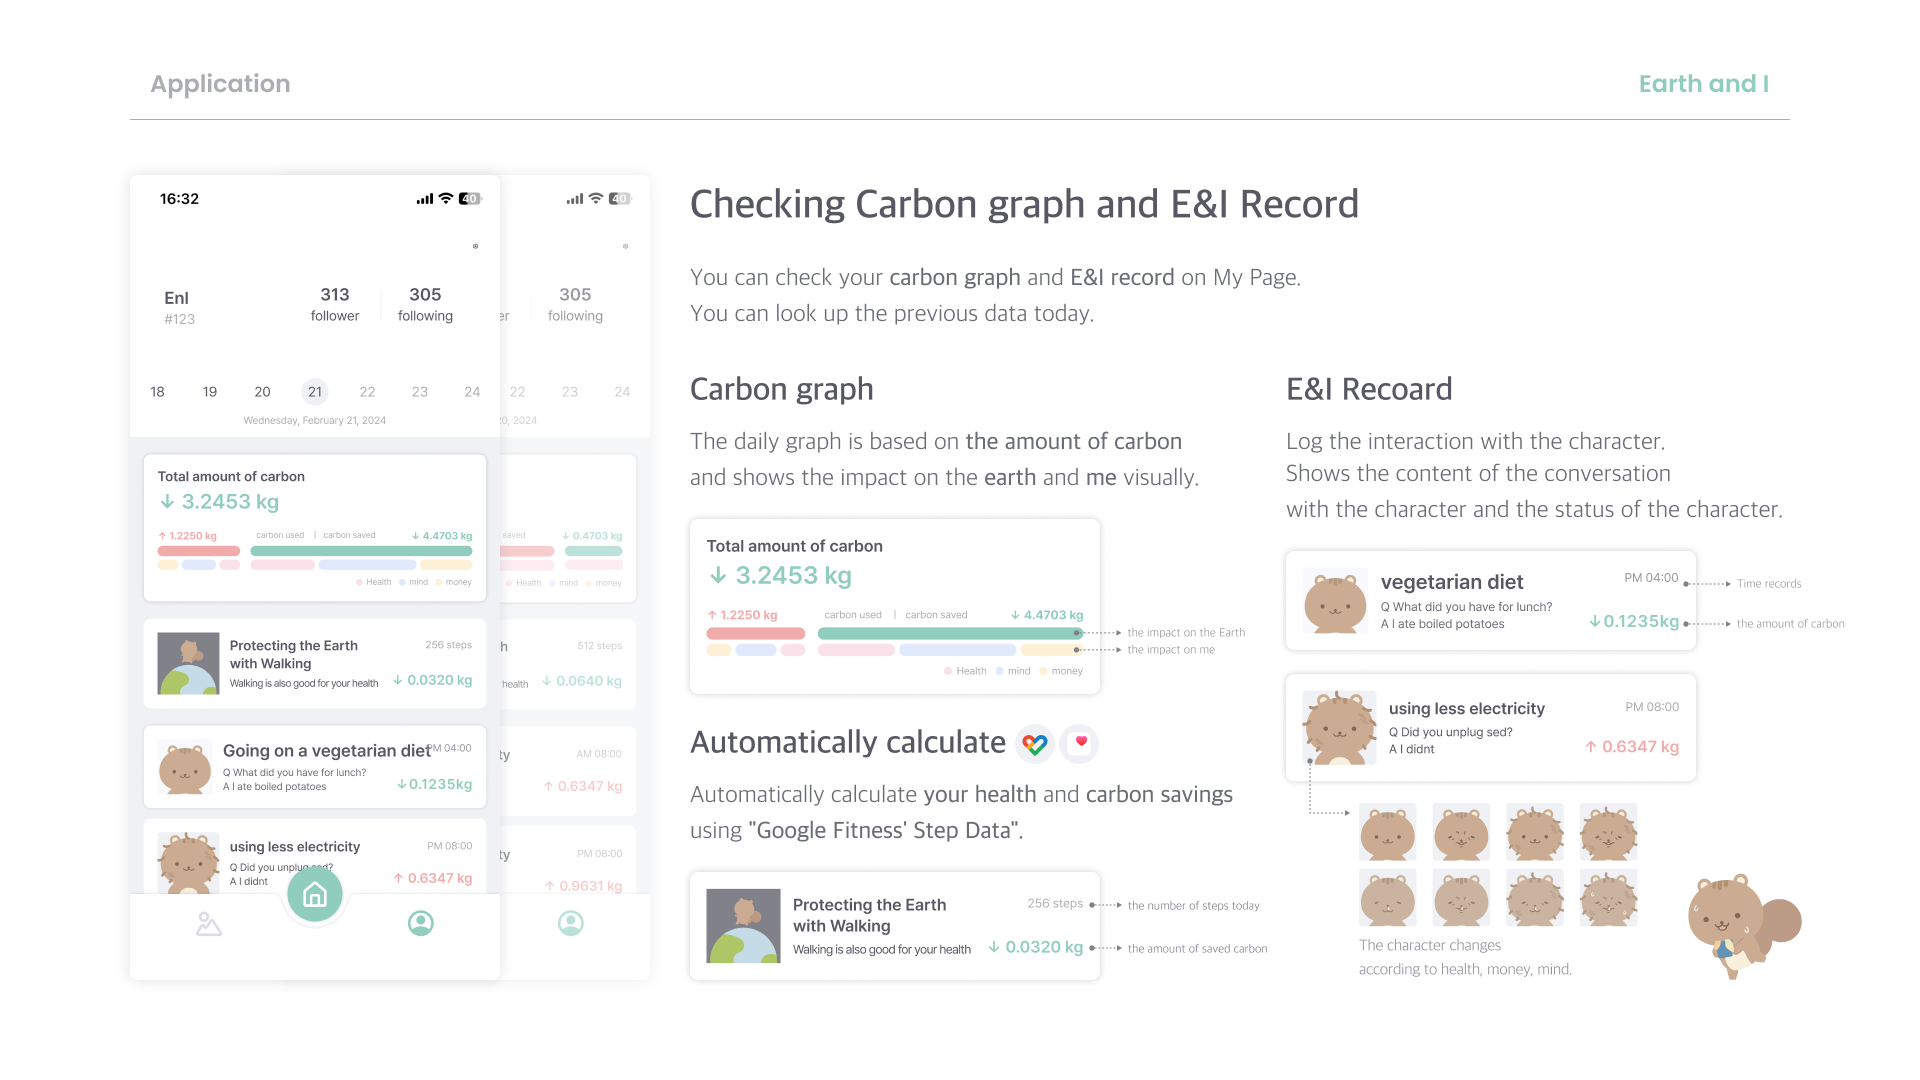 Application
Earth and I
16:32
40
40
EnI
#123
313
follower
305
following
er
305
following
18 19 20 21 22 23 24
22 23 24
Wednesday, February 21, 2024
20, 2024
Total amount of carbon
↓ 3.2453 kg
↑ 1.2250 kg
carbon used | carbon saved
↓ 4.4703 kg
Health mind money
saved
↓ 0.4703 kg
Health mind money
Protecting the Earth
with Walking
Walking is also good for your health
256 steps
↓ 0.0320 kg
h
health
512 steps
↓ 0.0640 kg
Going on a vegetarian diet
PM 04:00
Q What did you have for lunch?
A I ate boiled potatoes
↓0.1235kg
ty
AM 08:00
↑ 0.6347 kg
using less electricity
PM 08:00
Q Did you unplug sed?
A I didnt
↑ 0.6347 kg
ty
PM 08:00
↑ 0.9631 kg
Checking Carbon graph and E&I Record
You can check your carbon graph and E&I record on My Page.
You can look up the previous data today.
Carbon graph
The daily graph is based on the amount of carbon
and shows the impact on the earth and me visually.
Total amount of carbon
↓ 3.2453 kg
↑ 1.2250 kg
carbon used | carbon saved
↓ 4.4703 kg
the impact on the Earth
the impact on me
Health mind money
Automatically calculate
Automatically calculate your health and carbon savings
using "Google Fitness' Step Data".
Protecting the Earth
with Walking
Walking is also good for your health
256 steps
↓ 0.0320 kg
the number of steps today
the amount of saved carbon
E&I Recoard
Log the interaction with the character.
Shows the content of the conversation
with the character and the status of the character.
vegetarian diet
Q What did you have for lunch?
A I ate boiled potatoes
PM 04:00
↓0.1235kg
Time records
the amount of carbon
using less electricity
Q Did you unplug sed?
A I didnt
PM 08:00
↑ 0.6347 kg
The character changes
according to health, money, mind.